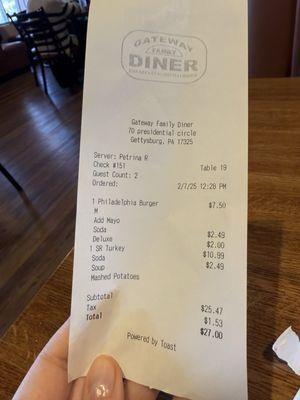 GATEWAY
FAMILY
DINER
Gateway Family Diner
70 presidential circle
Gettysburg, PA 17325
Server: Petrina R
Check #151 Table 19
Guest Count: 2
Ordered: 2/7/25 12:28 PM
1 Philadelphia Burger $7.50
M
Add Mayo
Soda $2.49
Deluxe $2.00
1 SR Turkey $10.99
Soda $2.49
Soup
Mashed Potatoes
Subtotal $25.47
Tax $1.53
Total $27.00
Powered by Toast